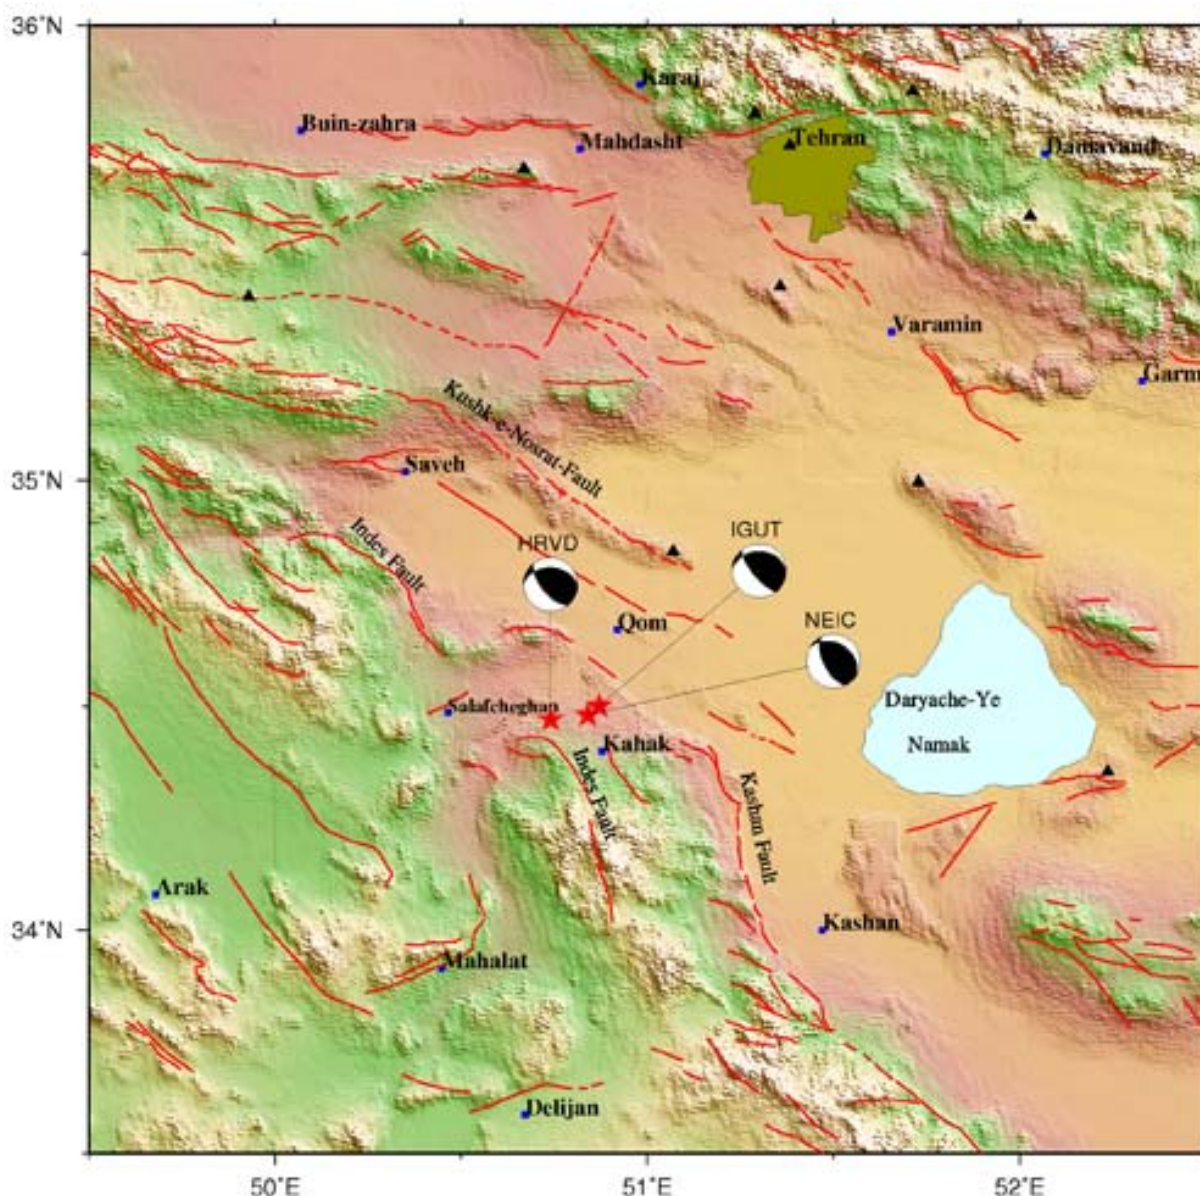 36°N
Karaj
Buin-zahra
Mahdasht
Tehran
Damavand
Varamin
Garm
Kushk-e-Nosrat-Fault
Saveh
35°N
Indes Fault
HRVD
IGUT
NEIC
Qom
Salafcheghan
Daryache-Ye
Namak
Kahak
Indes Fault
Kashan Fault
Arak
34°N
Kashan
Mahalat
Delijan
50°E
51°E
52°E